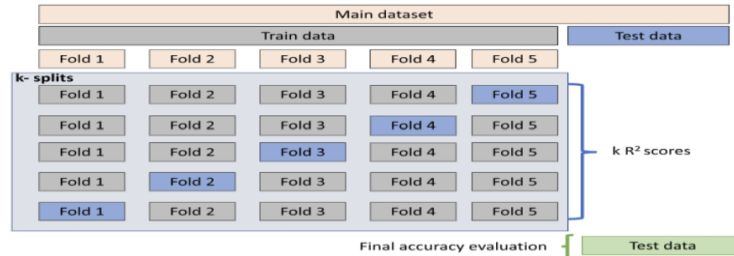 Main dataset
Train data Test data
Fold 1 Fold 2 Fold 3 Fold 4 Fold 5
k- splits
Fold 1 Fold 2 Fold 3 Fold 4 Fold 5
Fold 1 Fold 2 Fold 3 Fold 4 Fold 5
Fold 1 Fold 2 Fold 3 Fold 4 Fold 5 k R² scores
Fold 1 Fold 2 Fold 3 Fold 4 Fold 5
Fold 1 Fold 2 Fold 3 Fold 4 Fold 5
Final accuracy evaluation Test data